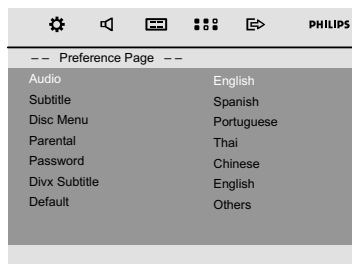 PHILIPS
-- Preference Page --
Audio English
Subtitle Spanish
Disc Menu Portuguese
Parental Thai
Password Chinese
Divx Subtitle English
Default Others